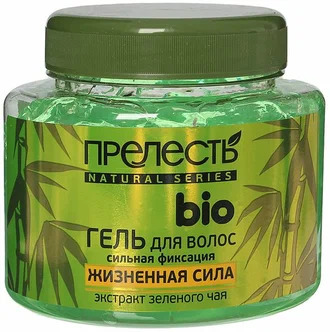 ПРЕЛЕСТЬ
NATURAL SERIES
bio
ГЕЛЬ ДЛЯ ВОЛОС
СИЛЬНАЯ ФИКСАЦИЯ
ЖИЗНЕННАЯ СИЛА
экстракт зеленого чая